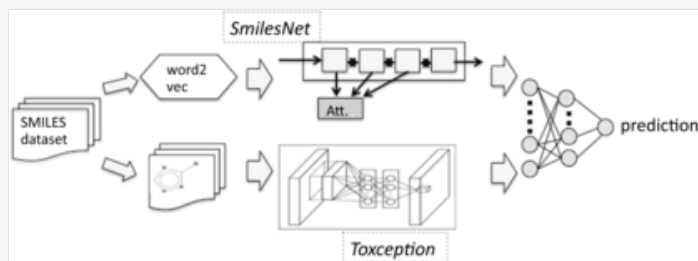 SmilesNet
word2
vec
SMILES
dataset
Att.
prediction
Toxception